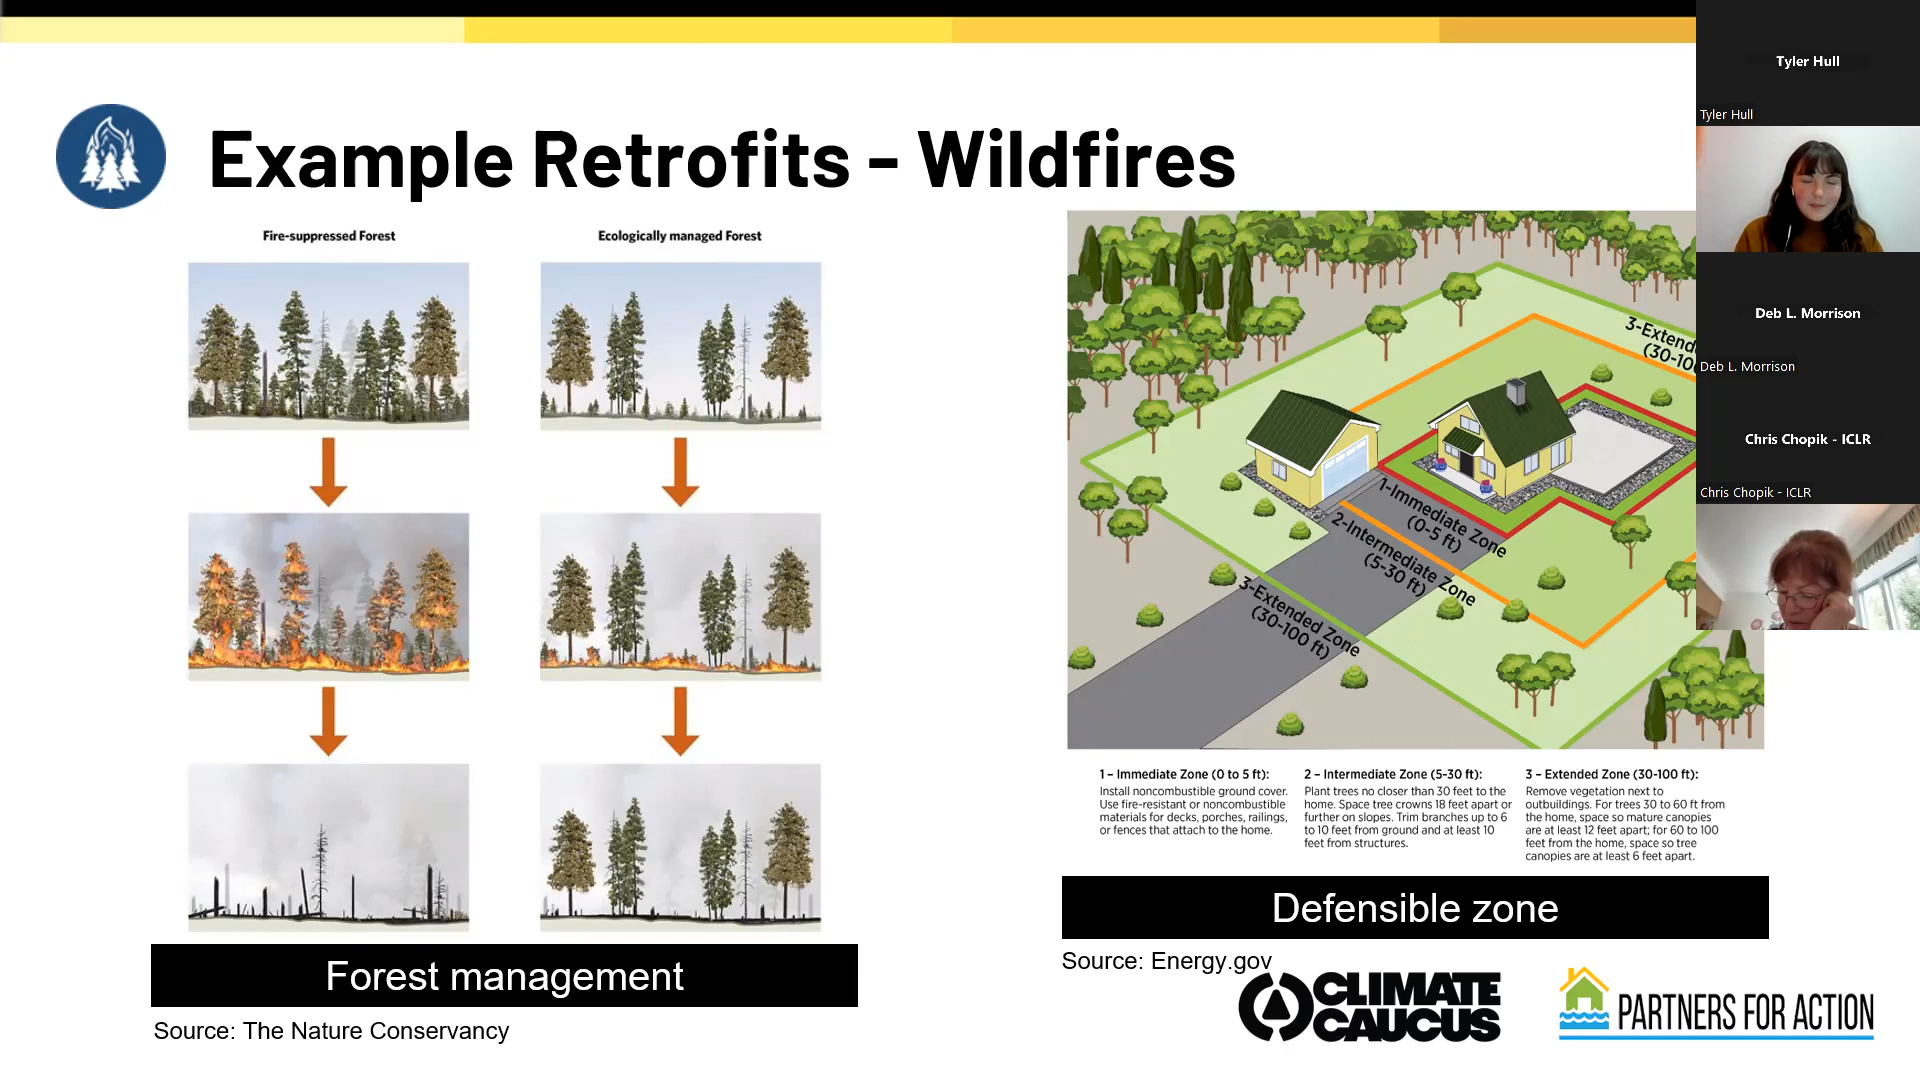 Example Retrofits - Wildfires
Fire-suppressed Forest
Ecologically managed Forest
Forest management
Source: The Nature Conservancy
3-Extend
(30-10
1-Immediate Zone
(0-5 ft)
2-Intermediate Zone
(5-30 ft)
3-Extended Zone
(30-100 ft)
1 – Immediate Zone (0 to 5 ft):
Install noncombustible ground cover.
Use fire-resistant or noncombustible
materials for decks, porches, railings,
or fences that attach to the home.
2 – Intermediate Zone (5-30 ft):
Plant trees no closer than 30 feet to the
home. Space tree crowns 18 feet apart or
further on slopes. Trim branches up to 6
to 10 feet from ground and at least 10
feet from structures.
3 – Extended Zone (30-100 ft):
Remove vegetation next to
outbuildings. For trees 30 to 60 ft from
the home, space so mature canopies
are at least 12 feet apart; for 60 to 100
feet from the home, space so tree
canopies are at least 6 feet apart.
Defensible zone
Source: Energy.gov
CLIMATE
CAUCUS
PARTNERS FOR ACTION
Tyler Hull
Tyler Hull
Deb L. Morrison
Deb L. Morrison
Chris Chopik - ICLR
Chris Chopik - ICLR